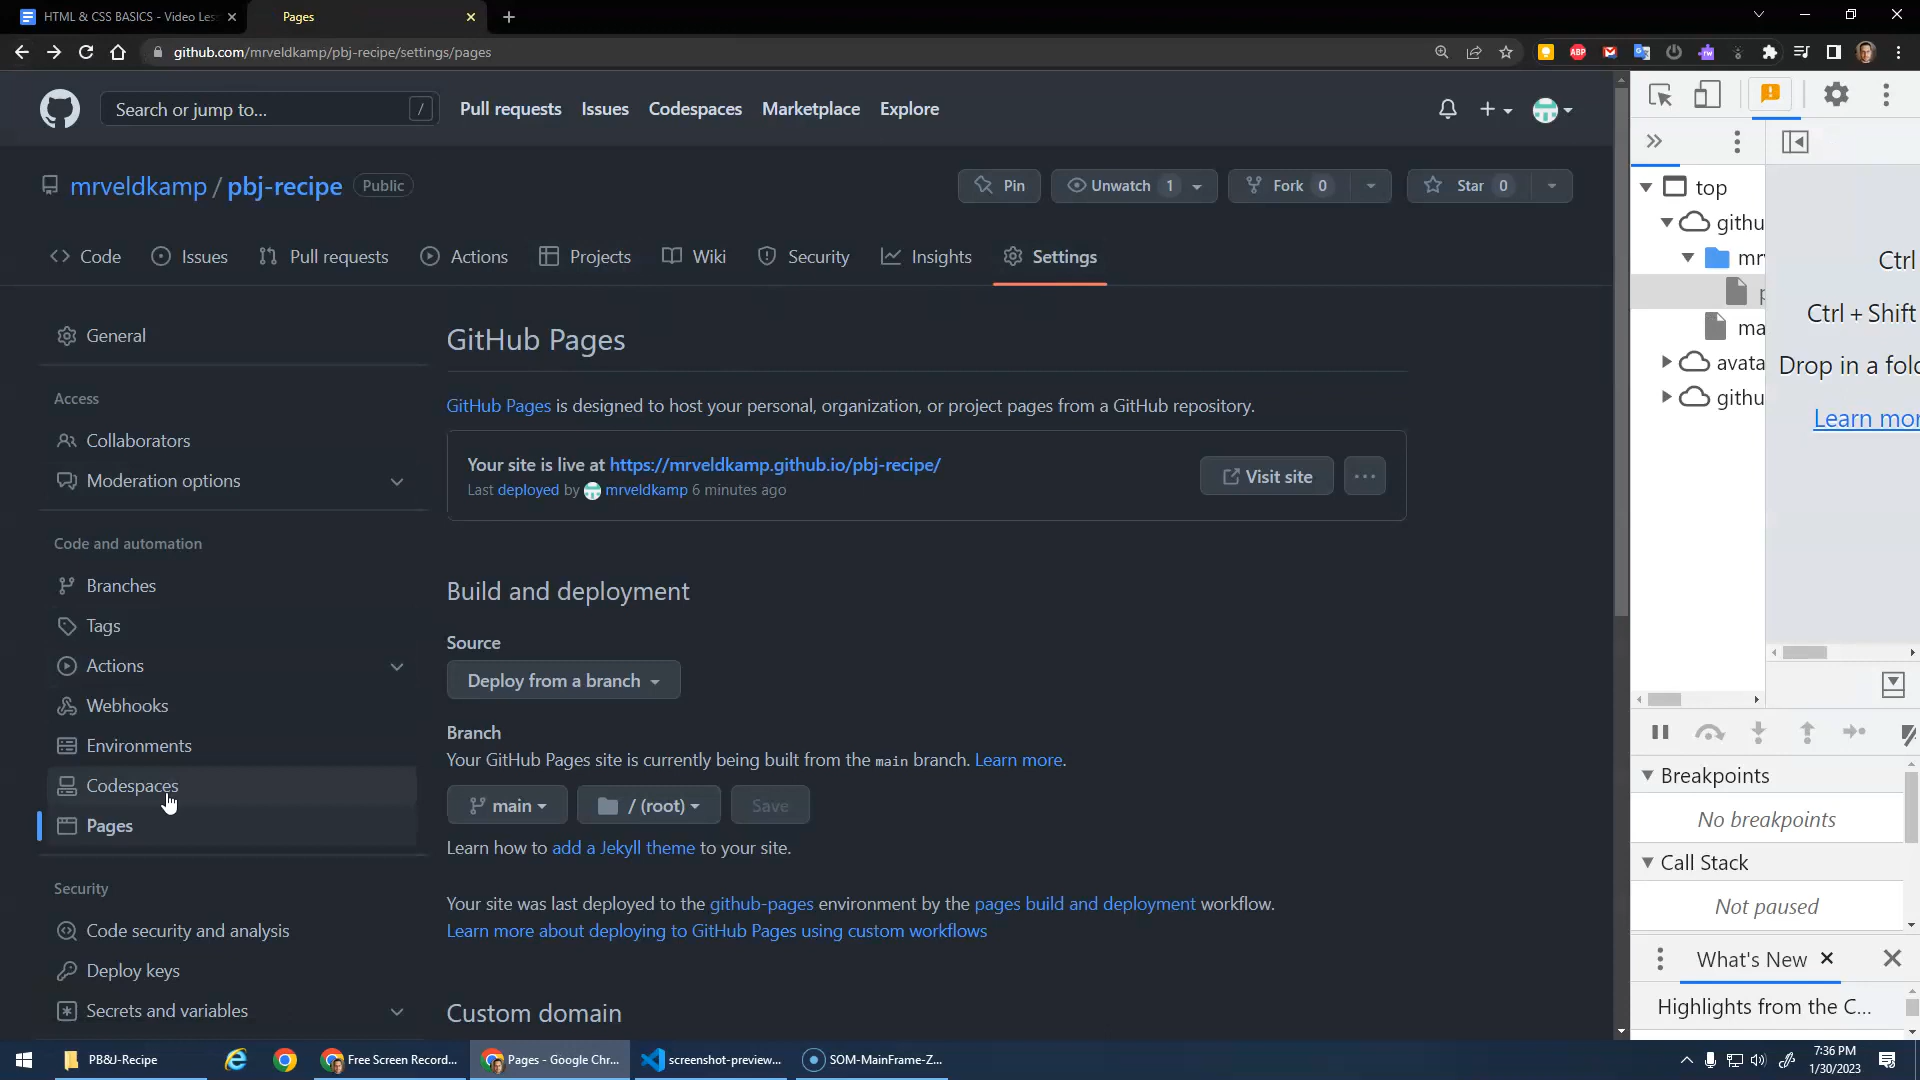 HTML & CSS BASICS - Video Les
Pages
github.com/mrveldkamp/pbj-recipe/settings/pages
ABP
Search or jump to... /
Pull requests
Issues
Codespaces
Marketplace
Explore
mrveldkamp / pbj-recipe Public
Pin
Unwatch 1
Fork 0
Star 0
Code
Issues
Pull requests
Actions
Projects
Wiki
Security
Insights
Settings
General
Access
Collaborators
Moderation options
Code and automation
Branches
Tags
Actions
Webhooks
Environments
Codespaces
Pages
Security
Code security and analysis
Deploy keys
Secrets and variables
GitHub Pages
GitHub Pages is designed to host your personal, organization, or project pages from a GitHub repository.
Your site is live at https://mrveldkamp.github.io/pbj-recipe/
Last deployed by mrveldkamp 6 minutes ago
Visit site
Build and deployment
Source
Deploy from a branch
Branch
Your GitHub Pages site is currently being built from the main branch. Learn more.
main
/ (root)
Save
Learn how to add a Jekyll theme to your site.
Your site was last deployed to the github-pages environment by the pages build and deployment workflow.
Learn more about deploying to GitHub Pages using custom workflows
Custom domain
top
githu
mr
ma
avata
githu
Ctrl
Ctrl + Shift
Drop in a fol
Learn mor
Breakpoints
No breakpoints
Call Stack
Not paused
What's New
Highlights from the C...
PB&J-Recipe
Free Screen Record...
Pages - Google Chr...
screenshot-preview...
SOM-MainFrame-Z...
7:36 PM
1/30/2023